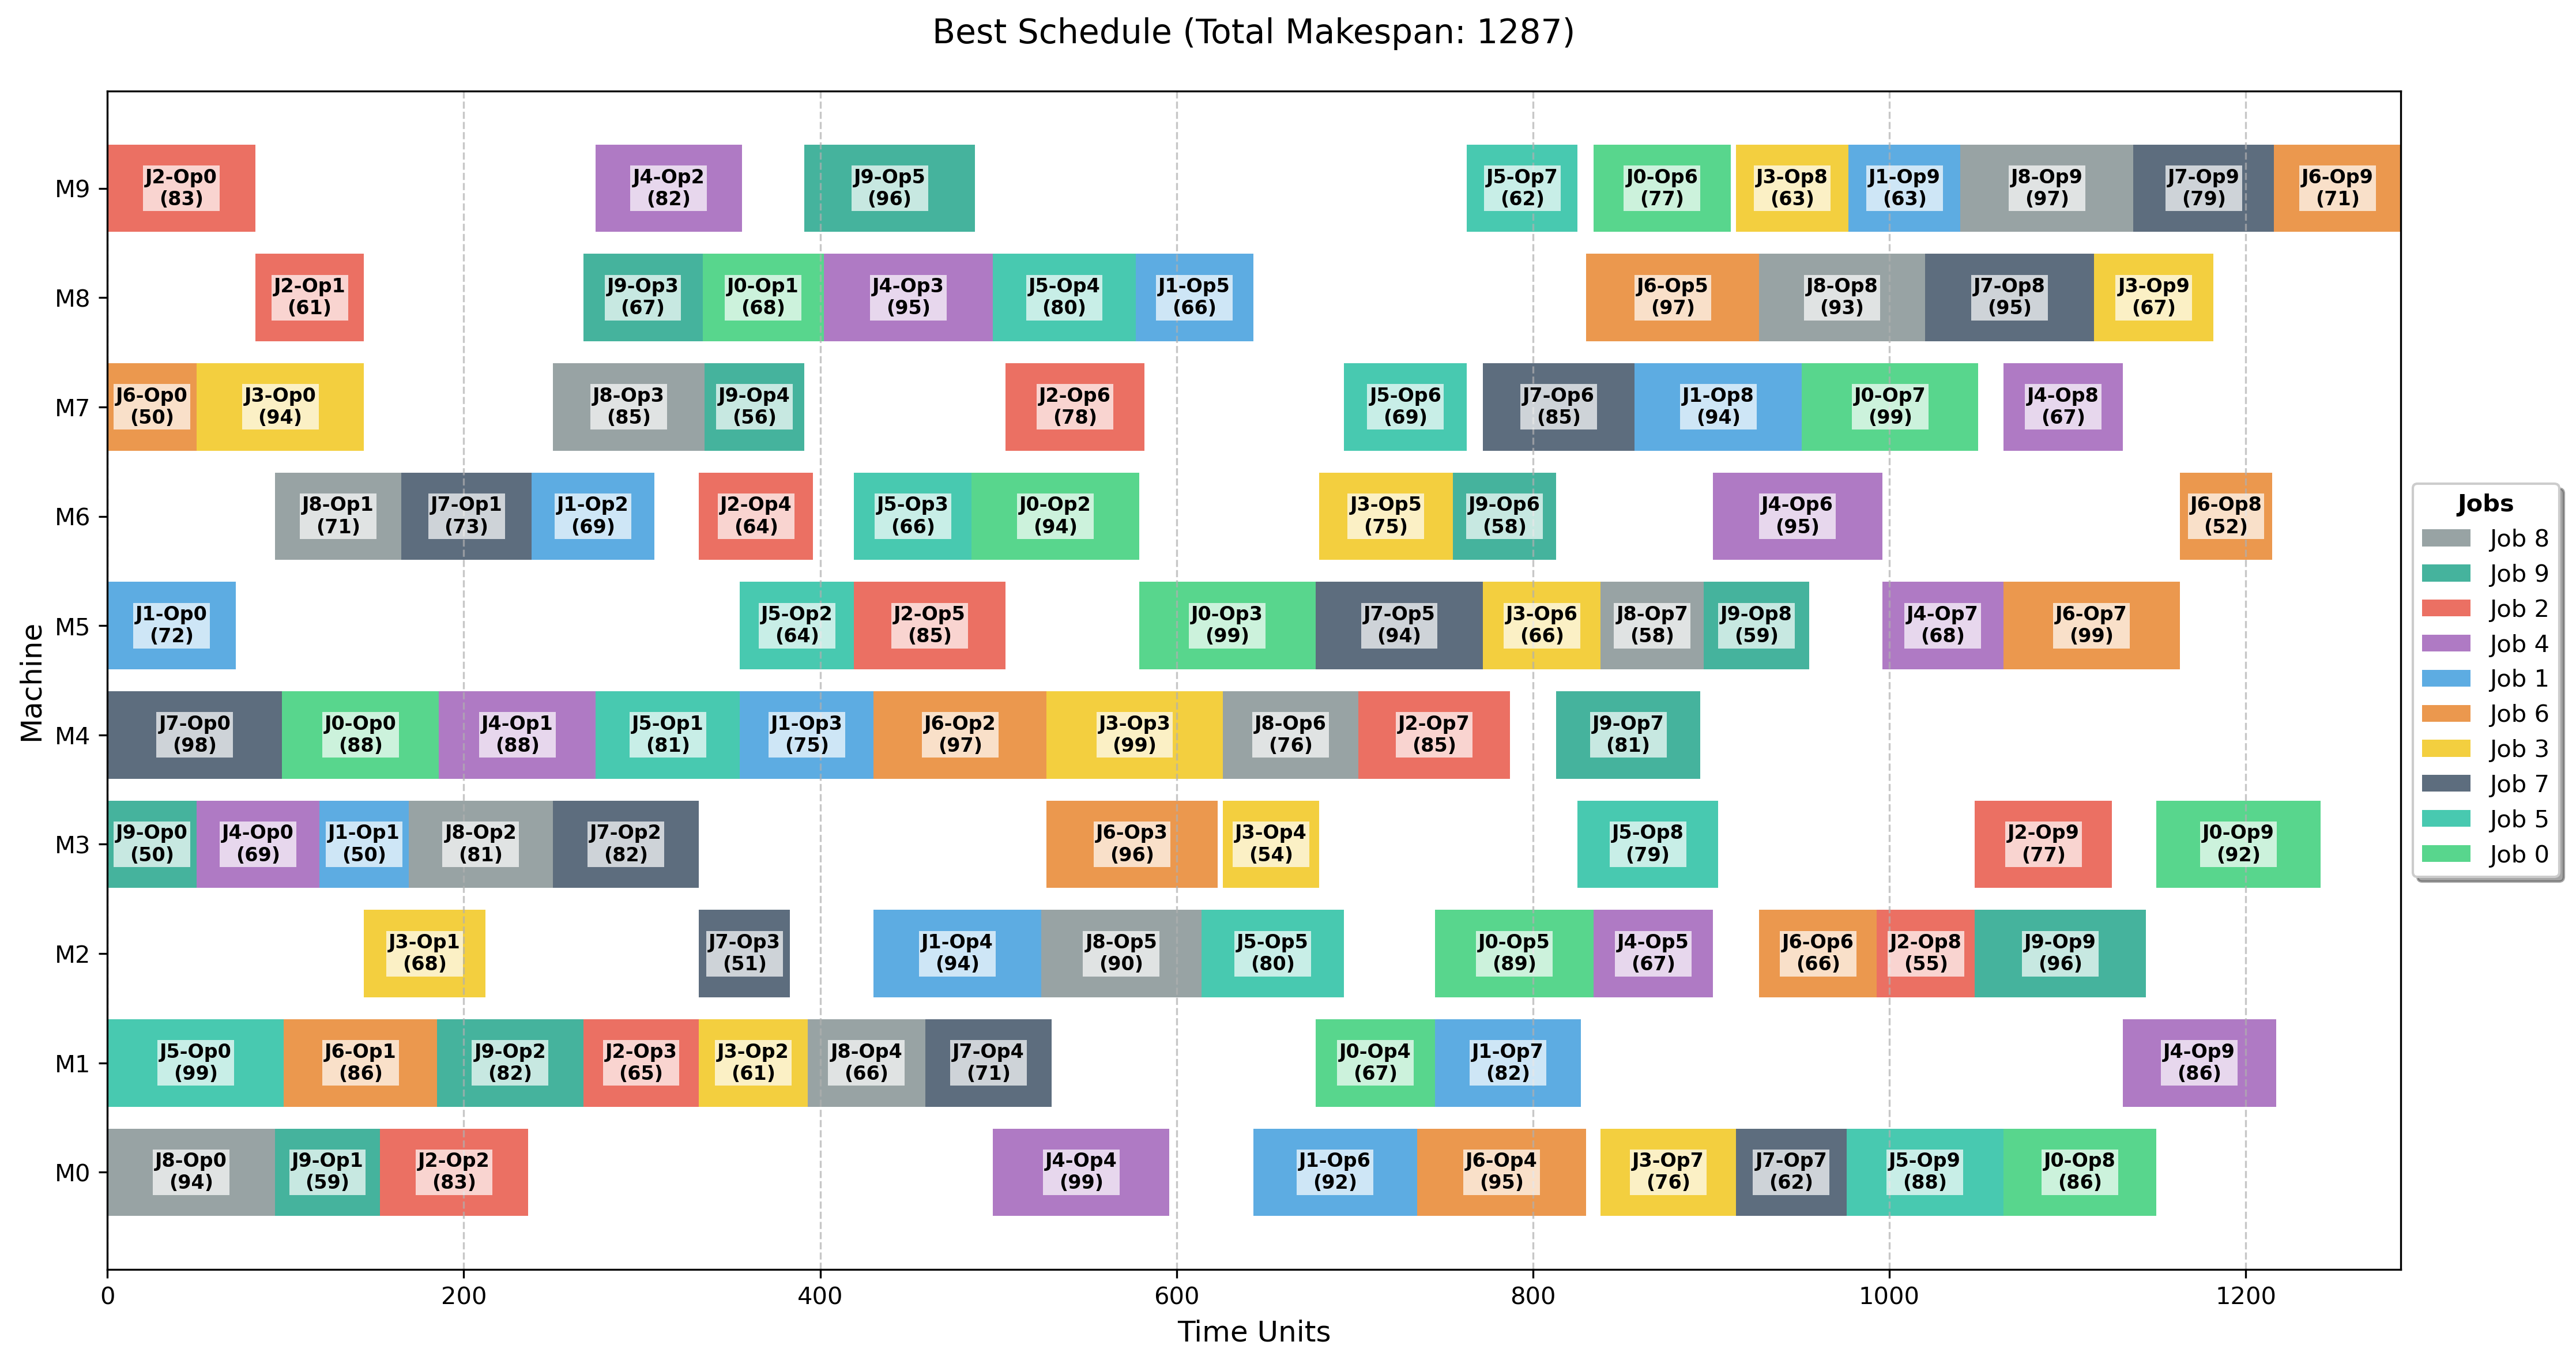 Best Schedule (Total Makespan: 1287)
Machine
M9
J2-Op0
(83)
J4-Op2
(82)
J9-Op5
(96)
J5-Op7
(62)
J0-Op6
(77)
J3-Op8
(63)
J1-Op9
(63)
J8-Op9
(97)
J7-Op9
(79)
J6-Op9
(71)
M8
J2-Op1
(61)
J9-Op3
(67)
J0-Op1
(68)
J4-Op3
(95)
J5-Op4
(80)
J1-Op5
(66)
J6-Op5
(97)
J8-Op8
(93)
J7-Op8
(95)
J3-Op9
(67)
M7
J6-Op0
(50)
J3-Op0
(94)
J8-Op3
(85)
J9-Op4
(56)
J2-Op6
(78)
J5-Op6
(69)
J7-Op6
(85)
J1-Op8
(94)
J0-Op7
(99)
J4-Op8
(67)
M6
J8-Op1
(71)
J7-Op1
(73)
J1-Op2
(69)
J2-Op4
(64)
J5-Op3
(66)
J0-Op2
(94)
J3-Op5
(75)
J9-Op6
(58)
J4-Op6
(95)
J6-Op8
(52)
M5
J1-Op0
(72)
J5-Op2
(64)
J2-Op5
(85)
J0-Op3
(99)
J7-Op5
(94)
J3-Op6
(66)
J8-Op7
(58)
J9-Op8
(59)
J4-Op7
(68)
J6-Op7
(99)
M4
J7-Op0
(98)
J0-Op0
(88)
J4-Op1
(88)
J5-Op1
(81)
J1-Op3
(75)
J6-Op2
(97)
J3-Op3
(99)
J8-Op6
(76)
J2-Op7
(85)
J9-Op7
(81)
M3
J9-Op0
(50)
J4-Op0
(69)
J1-Op1
(50)
J8-Op2
(81)
J7-Op2
(82)
J6-Op3
(96)
J3-Op4
(54)
J5-Op8
(79)
J2-Op9
(77)
J0-Op9
(92)
M2
J3-Op1
(68)
J7-Op3
(51)
J1-Op4
(94)
J8-Op5
(90)
J5-Op5
(80)
J0-Op5
(89)
J4-Op5
(67)
J6-Op6
(66)
J2-Op8
(55)
J9-Op9
(96)
M1
J5-Op0
(99)
J6-Op1
(86)
J9-Op2
(82)
J2-Op3
(65)
J3-Op2
(61)
J8-Op4
(66)
J7-Op4
(71)
J0-Op4
(67)
J1-Op7
(82)
J4-Op9
(86)
M0
J8-Op0
(94)
J9-Op1
(59)
J2-Op2
(83)
J4-Op4
(99)
J1-Op6
(92)
J6-Op4
(95)
J3-Op7
(76)
J7-Op7
(62)
J5-Op9
(88)
J0-Op8
(86)
0 200 400 600 800 1000 1200
Time Units
Jobs
Job 8
Job 9
Job 2
Job 4
Job 1
Job 6
Job 3
Job 7
Job 5
Job 0